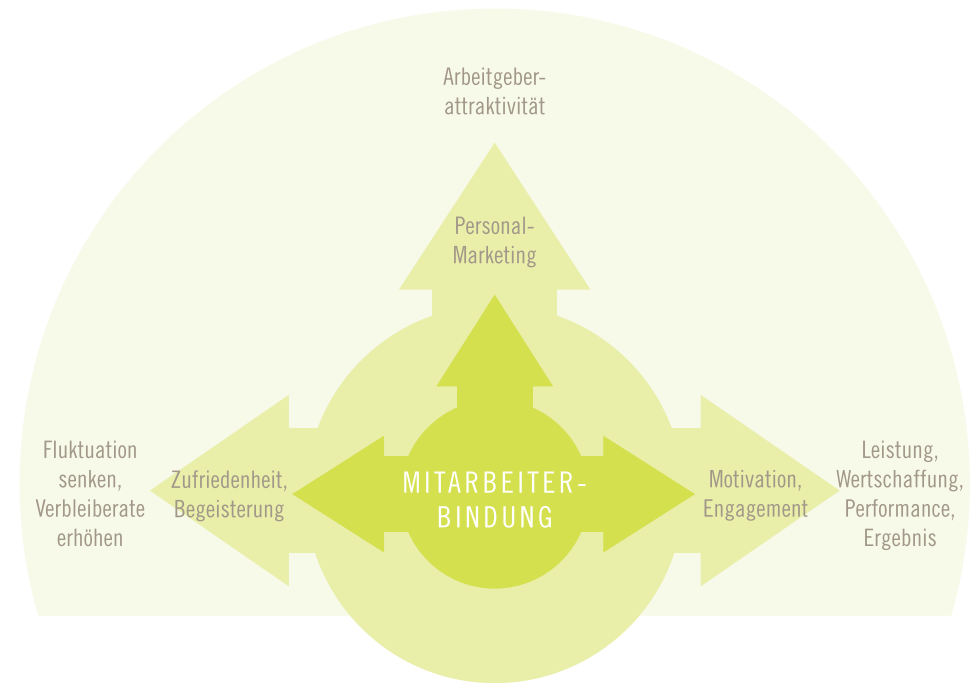 Arbeitgeber-
attraktivität
Personal-
Marketing
Fluktuation
senken,
Verbleiberate
erhöhen
Zufriedenheit,
Begeisterung
MITARBEITER-
BINDUNG
Motivation,
Engagement
Leistung,
Wertschaffung,
Performance,
Ergebnis